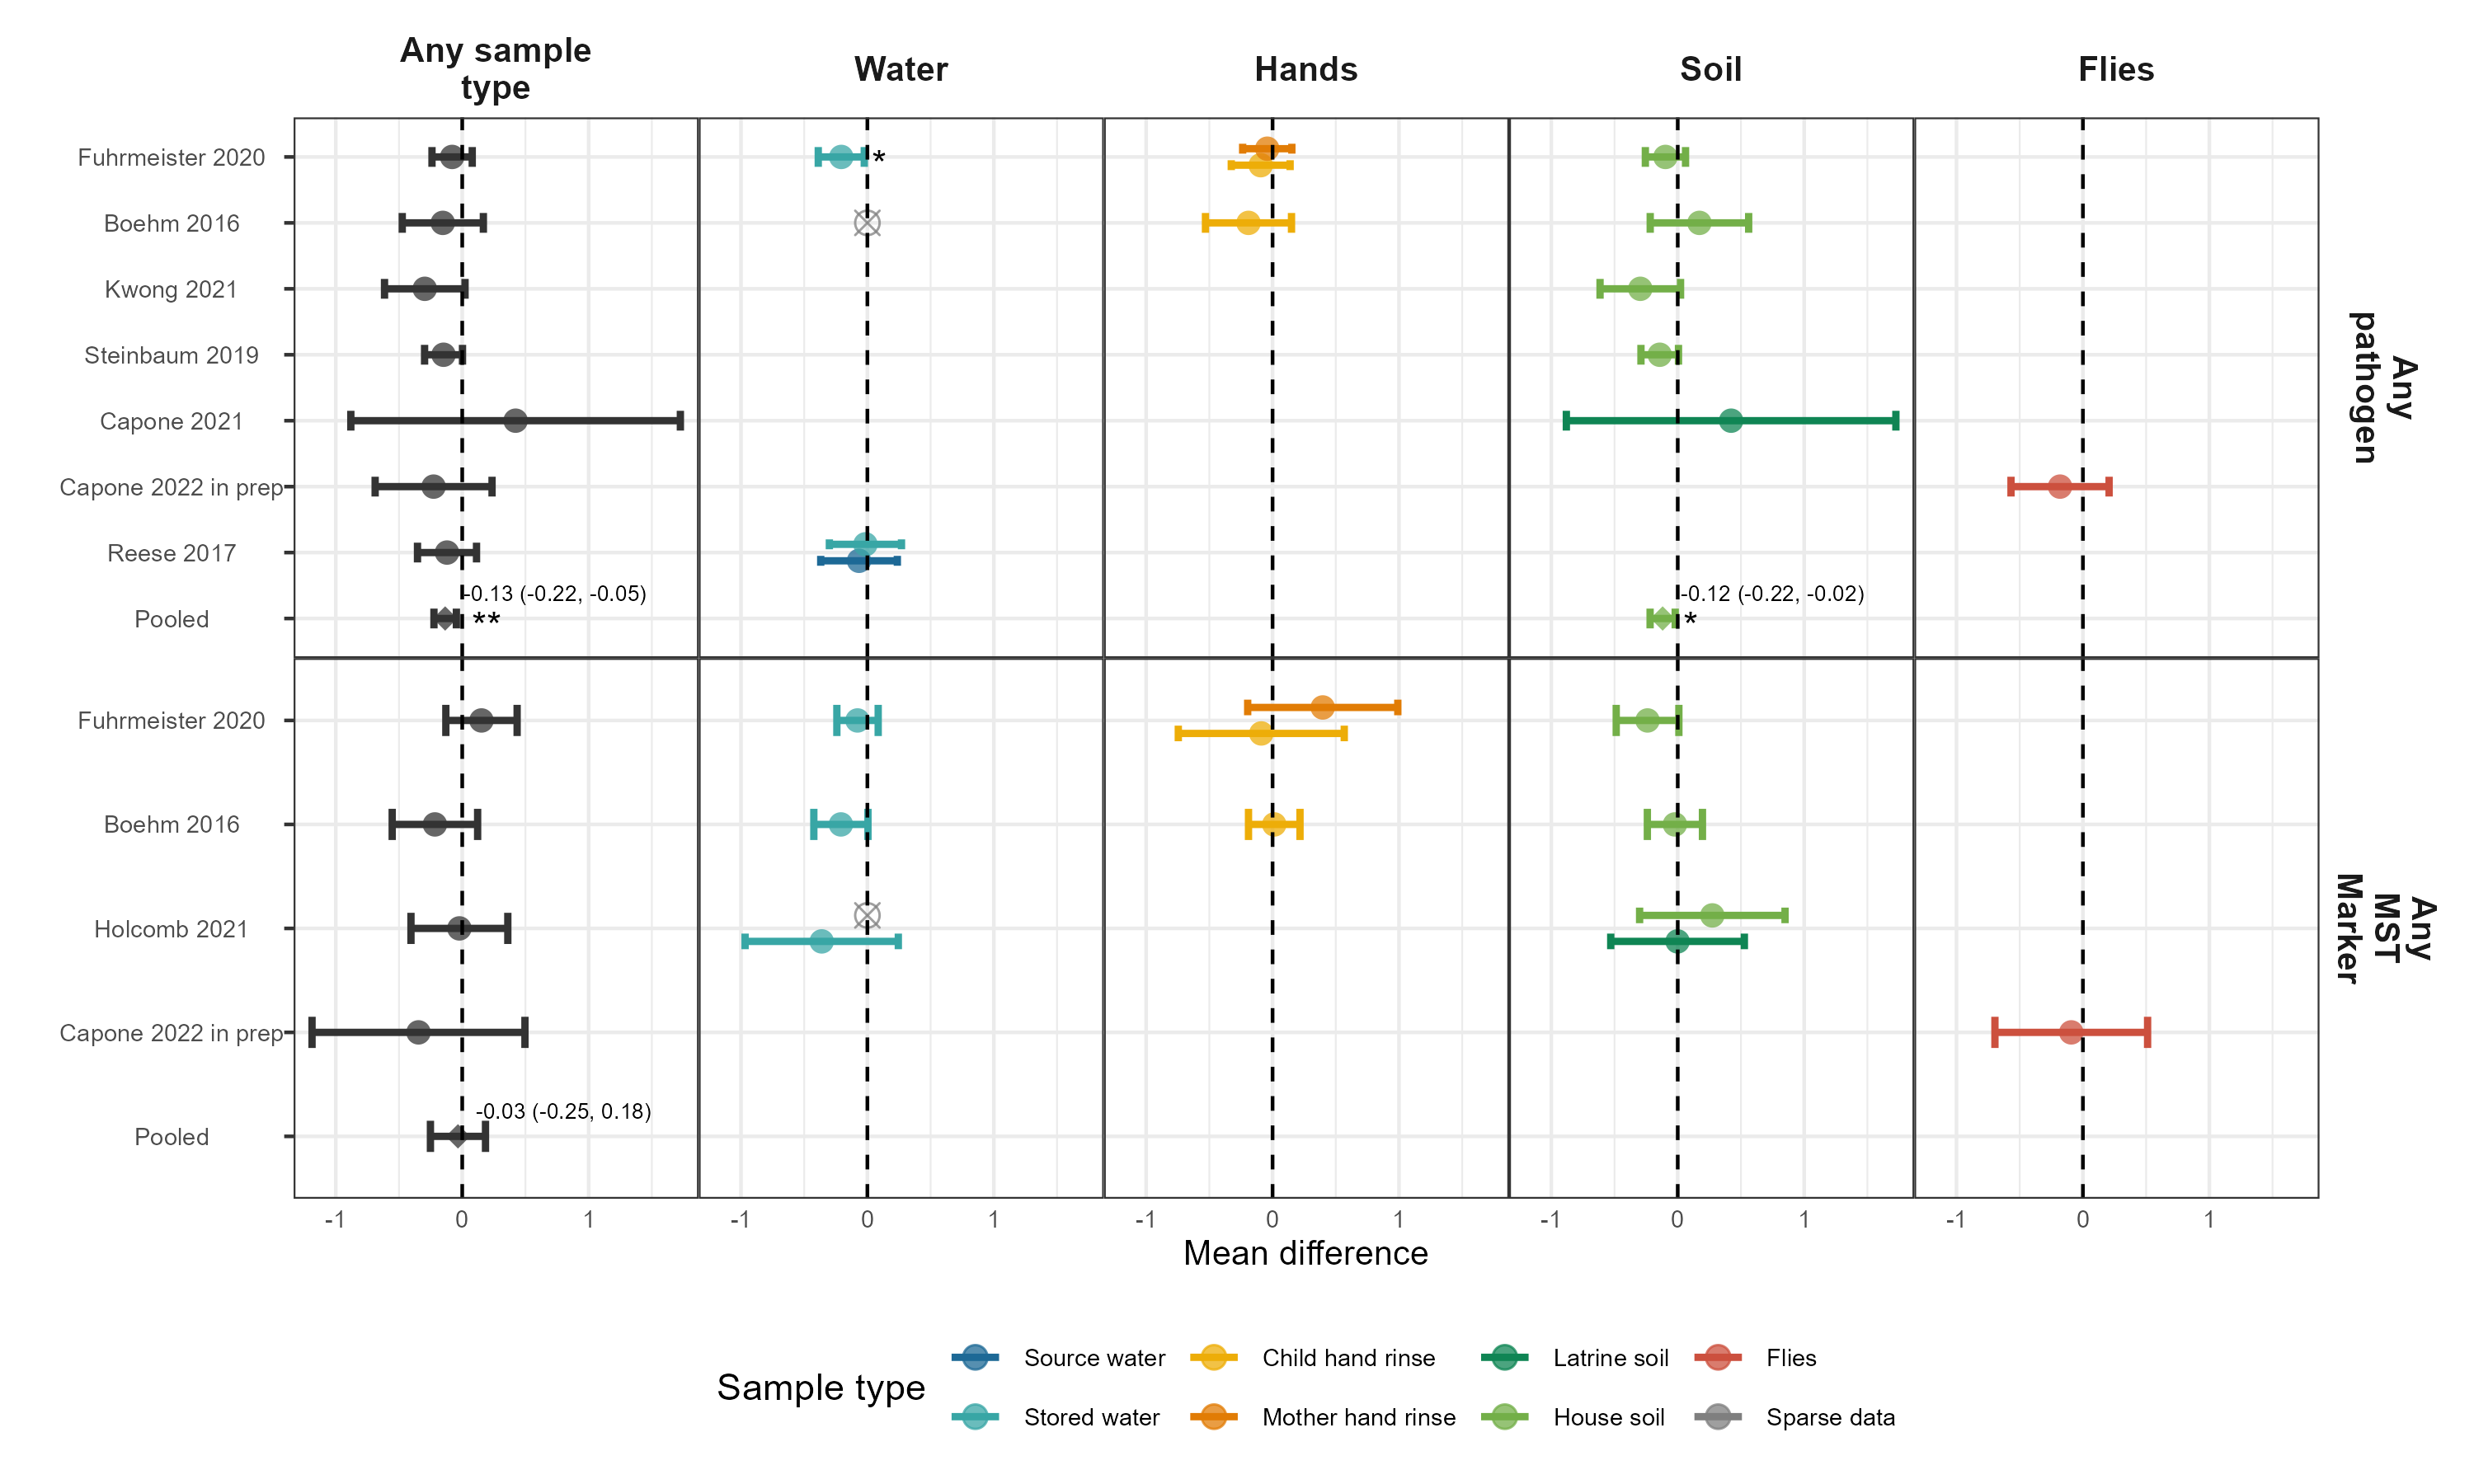 Any sample
type
Water
Hands
Soil
Flies
Fuhrmeister 2020
*
Boehm 2016
Kwong 2021
Steinbaum 2019
Capone 2021
Capone 2022 in prep
Reese 2017
-0.13 (-0.22, -0.05)
-0.12 (-0.22, -0.02)
Pooled
**
*
Any
pathogen
Fuhrmeister 2020
Boehm 2016
Holcomb 2021
Capone 2022 in prep
-0.03 (-0.25, 0.18)
Pooled
Any
MST
Marker
-1 0 1 -1 0 1 -1 0 1 -1 0 1 -1 0 1
Mean difference
Sample type
Source water
Child hand rinse
Latrine soil
Flies
Stored water
Mother hand rinse
House soil
Sparse data